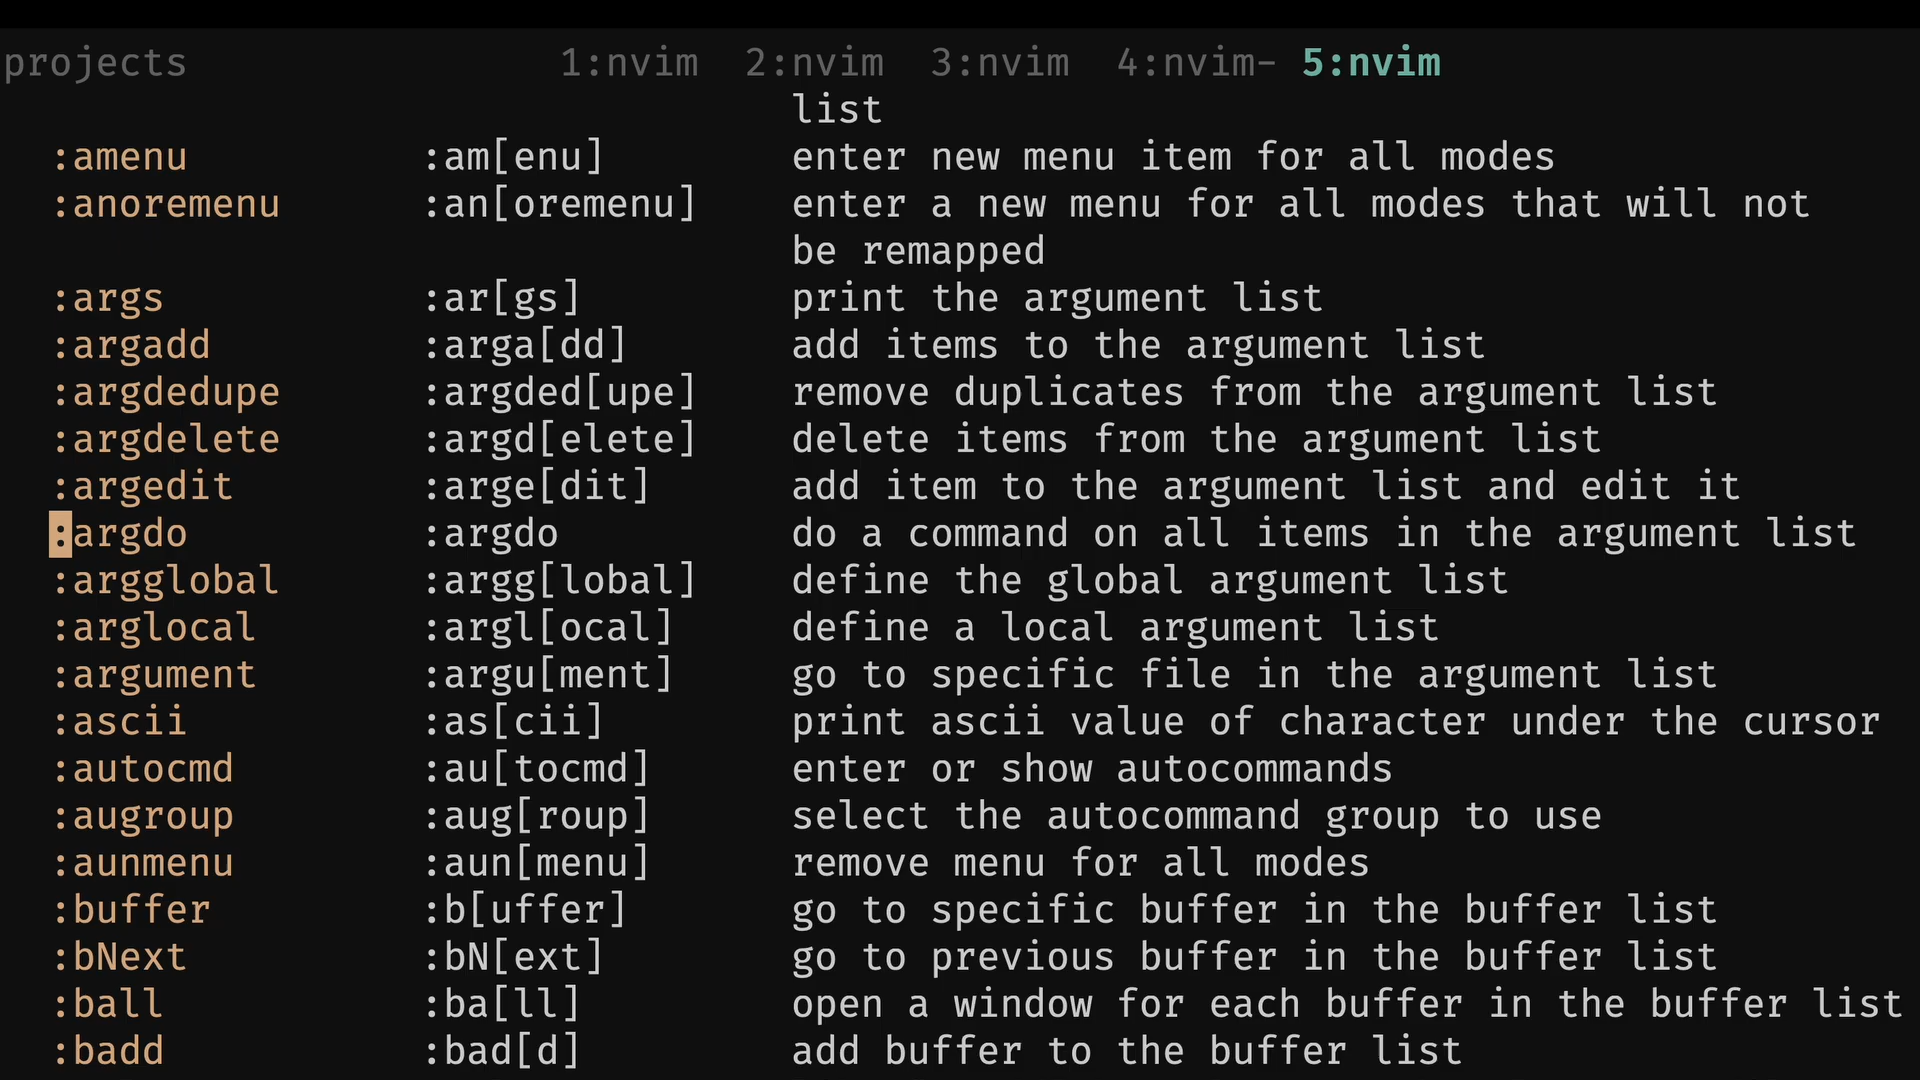 projects 1:nvim 2:nvim 3:nvim 4:nvim- 5:nvim
list
:amenu :am[enu] enter new menu item for all modes
:anoremenu :an[oremenu] enter a new menu for all modes that will not
be remapped
:args :ar[gs] print the argument list
:argadd :arga[dd] add items to the argument list
:argdedupe :argded[upe] remove duplicates from the argument list
:argdelete :argd[elete] delete items from the argument list
:argedit :arge[dit] add item to the argument list and edit it
:argdo :argdo do a command on all items in the argument list
:argglobal :argg[lobal] define the global argument list
:arglocal :argl[ocal] define a local argument list
:argument :argu[ment] go to specific file in the argument list
:ascii :as[cii] print ascii value of character under the cursor
:autocmd :au[tocmd] enter or show autocommands
:augroup :aug[roup] select the autocommand group to use
:aunmenu :aun[menu] remove menu for all modes
:buffer :b[uffer] go to specific buffer in the buffer list
:bNext :bN[ext] go to previous buffer in the buffer list
:ball :ba[ll] open a window for each buffer in the buffer list
:badd :bad[d] add buffer to the buffer list